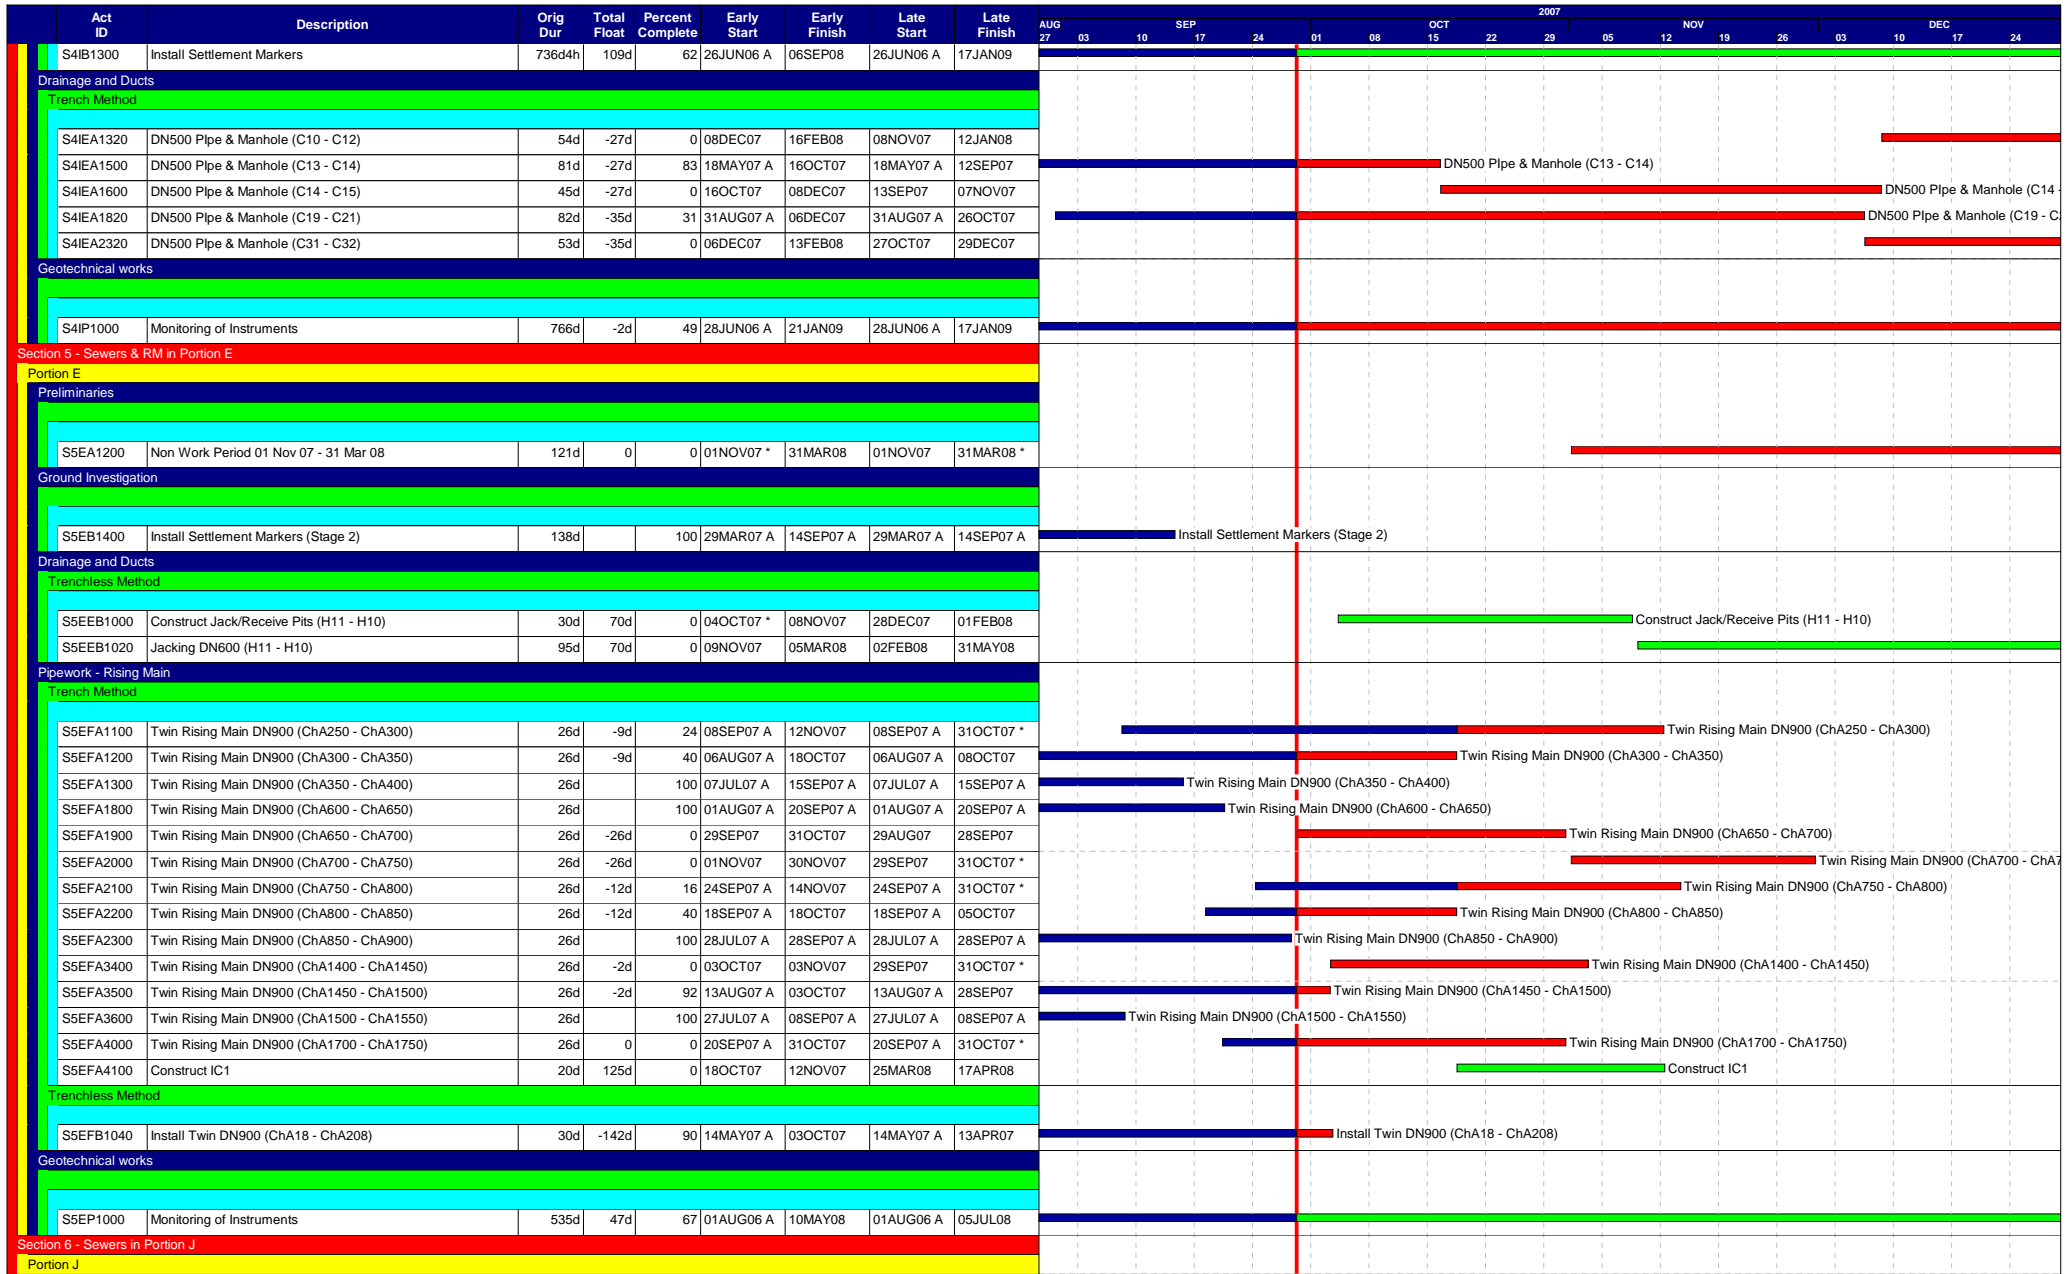 Act ID Description Orig Dur Total Float Percent Complete Early Start Early Finish Late Start Late Finish
2007
AUG SEP OCT NOV DEC
27 03 10 17 24 01 08 15 22 29 05 12 19 26 03 10 17 24
S4IB1300 Install Settlement Markers 736d4h 109d 62 26JUN06 A 06SEP08 26JUN06 A 17JAN09
Drainage and Ducts
Trench Method
S4IEA1320 DN500 PIpe & Manhole (C10 - C12) 54d -27d 0 08DEC07 16FEB08 08NOV07 12JAN08
S4IEA1500 DN500 PIpe & Manhole (C13 - C14) 81d -27d 83 18MAY07 A 16OCT07 18MAY07 A 12SEP07 DN500 PIpe & Manhole (C13 - C14)
S4IEA1600 DN500 PIpe & Manhole (C14 - C15) 45d -27d 0 16OCT07 08DEC07 13SEP07 07NOV07 DN500 PIpe & Manhole (C14 -
S4IEA1820 DN500 PIpe & Manhole (C19 - C21) 82d -35d 31 31AUG07 A 06DEC07 31AUG07 A 26OCT07 DN500 PIpe & Manhole (C19 - C
S4IEA2320 DN500 PIpe & Manhole (C31 - C32) 53d -35d 0 06DEC07 13FEB08 27OCT07 29DEC07
Geotechnical works
S4IP1000 Monitoring of Instruments 766d -2d 49 28JUN06 A 21JAN09 28JUN06 A 17JAN09
Section 5 - Sewers & RM in Portion E
Portion E
Preliminaries
S5EA1200 Non Work Period 01 Nov 07 - 31 Mar 08 121d 0 0 01NOV07 * 31MAR08 01NOV07 31MAR08 *
Ground Investigation
S5EB1400 Install Settlement Markers (Stage 2) 138d 100 29MAR07 A 14SEP07 A 29MAR07 A 14SEP07 A Install Settlement Markers (Stage 2)
Drainage and Ducts
Trenchless Method
S5EEB1000 Construct Jack/Receive Pits (H11 - H10) 30d 70d 0 04OCT07 * 08NOV07 28DEC07 01FEB08 Construct Jack/Receive Pits (H11 - H10)
S5EEB1020 Jacking DN600 (H11 - H10) 95d 70d 0 09NOV07 05MAR08 02FEB08 31MAY08
Pipework - Rising Main
Trench Method
S5EFA1100 Twin Rising Main DN900 (ChA250 - ChA300) 26d -9d 24 08SEP07 A 12NOV07 08SEP07 A 31OCT07 * Twin Rising Main DN900 (ChA250 - ChA300)
S5EFA1200 Twin Rising Main DN900 (ChA300 - ChA350) 26d -9d 40 06AUG07 A 18OCT07 06AUG07 A 08OCT07 Twin Rising Main DN900 (ChA300 - ChA350)
S5EFA1300 Twin Rising Main DN900 (ChA350 - ChA400) 26d 100 07JUL07 A 15SEP07 A 07JUL07 A 15SEP07 A Twin Rising Main DN900 (ChA350 - ChA400)
S5EFA1800 Twin Rising Main DN900 (ChA600 - ChA650) 26d 100 01AUG07 A 20SEP07 A 01AUG07 A 20SEP07 A Twin Rising Main DN900 (ChA600 - ChA650)
S5EFA1900 Twin Rising Main DN900 (ChA650 - ChA700) 26d -26d 0 29SEP07 31OCT07 29AUG07 28SEP07 Twin Rising Main DN900 (ChA650 - ChA700)
S5EFA2000 Twin Rising Main DN900 (ChA700 - ChA750) 26d -26d 0 01NOV07 30NOV07 29SEP07 31OCT07 * Twin Rising Main DN900 (ChA700 - ChA7
S5EFA2100 Twin Rising Main DN900 (ChA750 - ChA800) 26d -12d 16 24SEP07 A 14NOV07 24SEP07 A 31OCT07 * Twin Rising Main DN900 (ChA750 - ChA800)
S5EFA2200 Twin Rising Main DN900 (ChA800 - ChA850) 26d -12d 40 18SEP07 A 18OCT07 18SEP07 A 05OCT07 Twin Rising Main DN900 (ChA800 - ChA850)
S5EFA2300 Twin Rising Main DN900 (ChA850 - ChA900) 26d 100 28JUL07 A 28SEP07 A 28JUL07 A 28SEP07 A Twin Rising Main DN900 (ChA850 - ChA900)
S5EFA3400 Twin Rising Main DN900 (ChA1400 - ChA1450) 26d -2d 0 03OCT07 03NOV07 29SEP07 31OCT07 * Twin Rising Main DN900 (ChA1400 - ChA1450)
S5EFA3500 Twin Rising Main DN900 (ChA1450 - ChA1500) 26d -2d 92 13AUG07 A 03OCT07 13AUG07 A 28SEP07 Twin Rising Main DN900 (ChA1450 - ChA1500)
S5EFA3600 Twin Rising Main DN900 (ChA1500 - ChA1550) 26d 100 27JUL07 A 08SEP07 A 27JUL07 A 08SEP07 A Twin Rising Main DN900 (ChA1500 - ChA1550)
S5EFA4000 Twin Rising Main DN900 (ChA1700 - ChA1750) 26d 0 0 20SEP07 A 31OCT07 20SEP07 A 31OCT07 * Twin Rising Main DN900 (ChA1700 - ChA1750)
S5EFA4100 Construct IC1 20d 125d 0 18OCT07 12NOV07 25MAR08 17APR08 Construct IC1
Trenchless Method
S5EFB1040 Install Twin DN900 (ChA18 - ChA208) 30d -142d 90 14MAY07 A 03OCT07 14MAY07 A 13APR07 Install Twin DN900 (ChA18 - ChA208)
Geotechnical works
S5EP1000 Monitoring of Instruments 535d 47d 67 01AUG06 A 10MAY08 01AUG06 A 05JUL08
Section 6 - Sewers in Portion J
Portion J